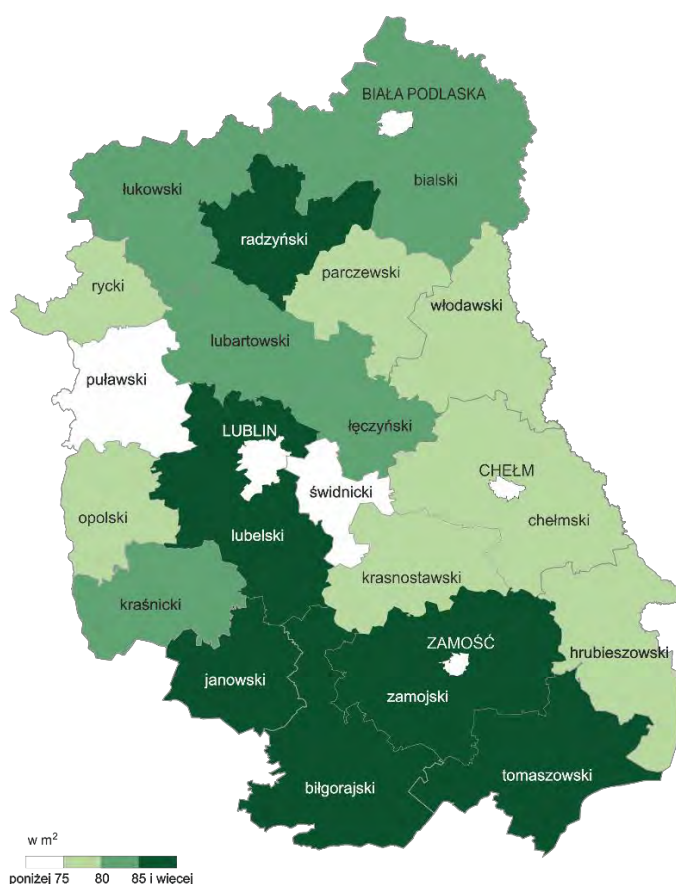 BIAŁA PODLASKA
łukowski
bialski
radzyński
parczewski
rycki
włodawski
lubartowski
puławski
łęczyński
LUBLIN
CHEŁM
świdnicki
opolski
chełmski
lubelski
krasnostawski
kraśnicki
ZAMOŚĆ
hrubieszowski
janowski
zamojski
tomaszowski
biłgorajski
w m²
poniżej 75 80 85 i więcej